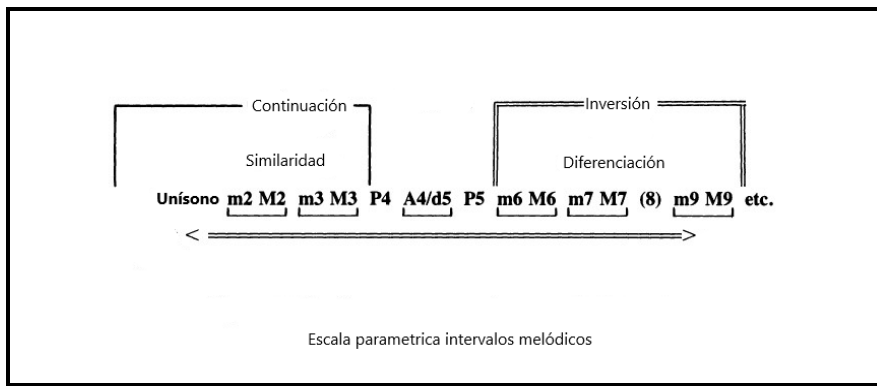 Continuación Inversión
Similaridad Diferenciación
Unísono m2 M2 m3 M3 P4 A4/d5 P5 m6 M6 m7 M7 (8) m9 M9 etc.
Escala parametrica intervalos melódicos